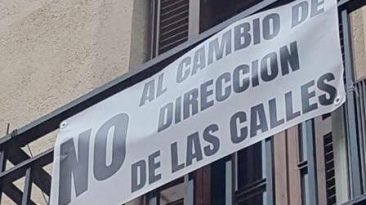 NO AL CAMBIO DE
DIRECCION
DE LAS CALLES